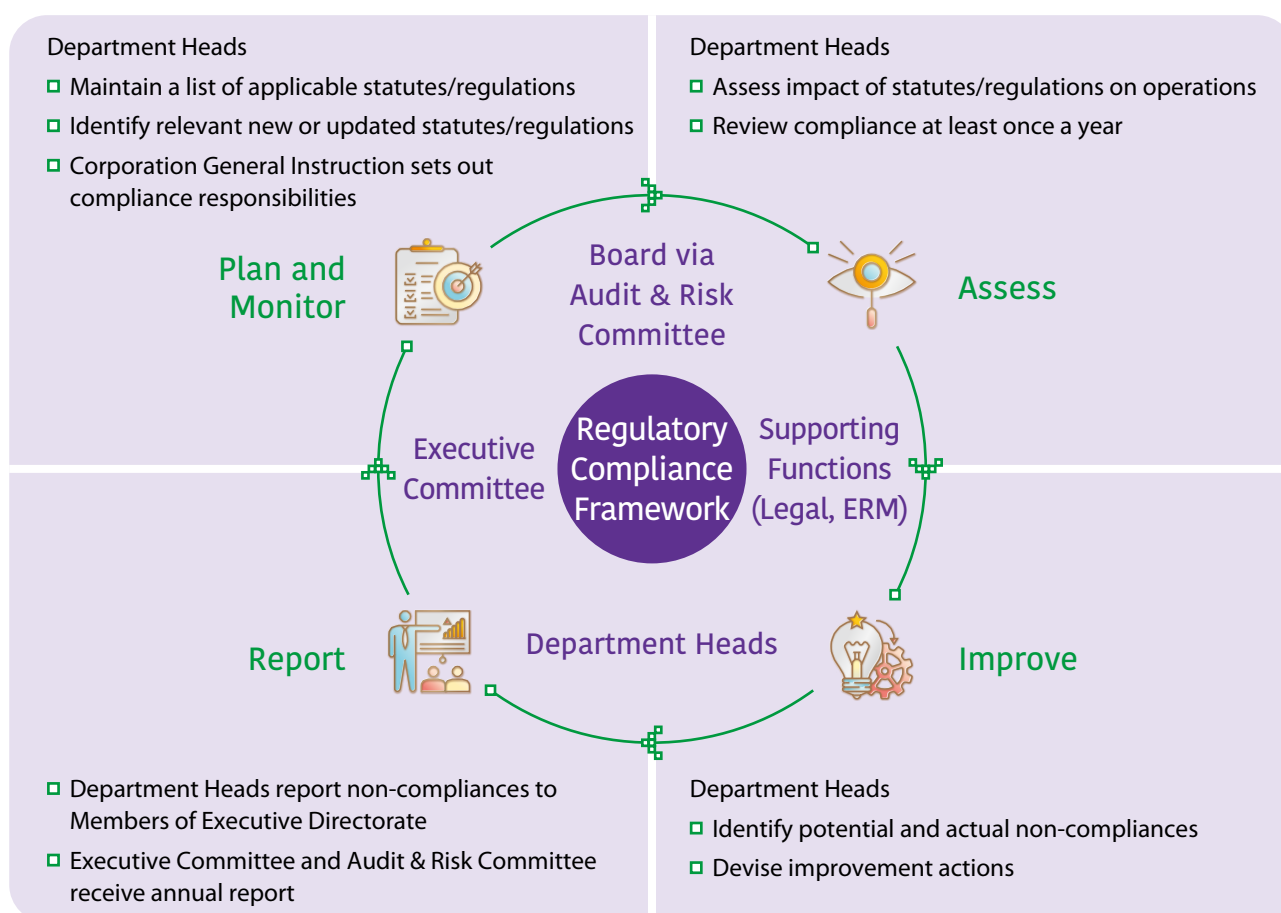 Department Heads
Maintain a list of applicable statutes/regulations
Identify relevant new or updated statutes/regulations
Corporation General Instruction sets out
compliance responsibilities
Department Heads
Assess impact of statutes/regulations on operations
Review compliance at least once a year
Plan and
Monitor
Board via
Audit & Risk
Committee
Assess
Executive
Committee
Regulatory
Compliance
Framework
Supporting
Functions
(Legal, ERM)
Report
Department Heads
Improve
Department Heads report non-compliances to
Members of Executive Directorate
Executive Committee and Audit & Risk Committee
receive annual report
Department Heads
Identify potential and actual non-compliances
Devise improvement actions